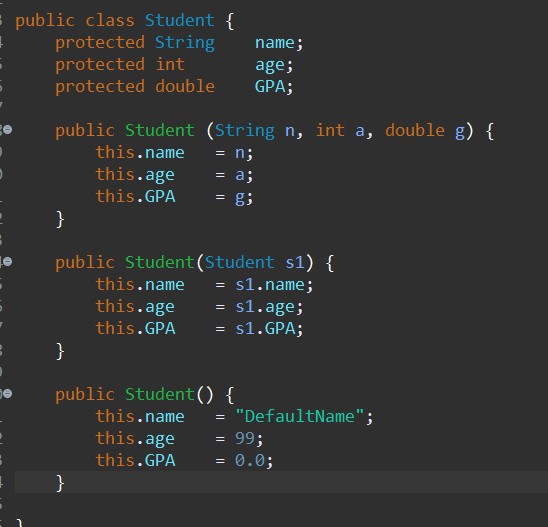 public class Student {
protected String name;
protected int age;
protected double GPA;
public Student (String n, int a, double g) {
this.name = n;
this.age = a;
this.GPA = g;
}
public Student(Student s1) {
this.name = s1.name;
this.age = s1.age;
this.GPA = s1.GPA;
}
public Student() {
this.name = "DefaultName";
this.age = 99;
this.GPA = 0.0;
}
}